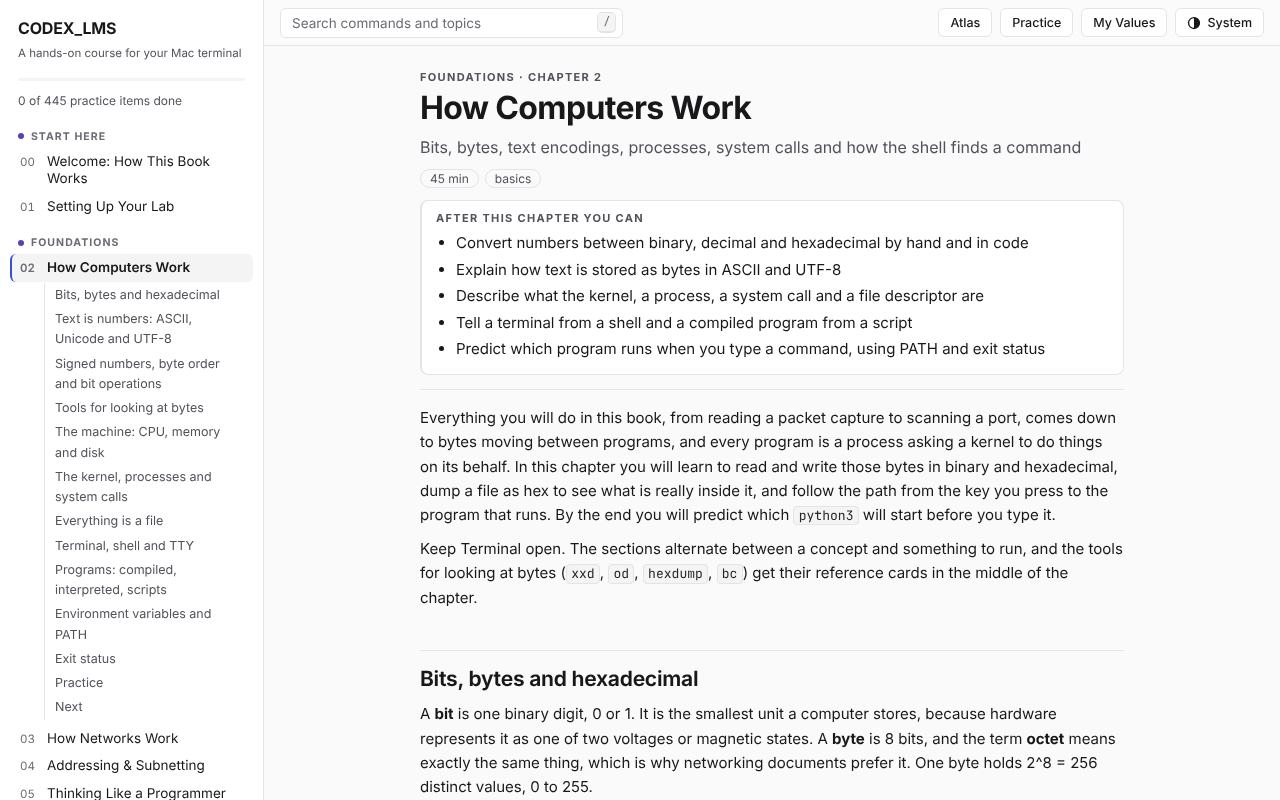 CODEX_LMS
A hands-on course for your Mac terminal
0 of 445 practice items done
START HERE
00 Welcome: How This Book
Works
01 Setting Up Your Lab
FOUNDATIONS
02 How Computers Work
Bits, bytes and hexadecimal
Text is numbers: ASCII,
Unicode and UTF-8
Signed numbers, byte order
and bit operations
Tools for looking at bytes
The machine: CPU, memory
and disk
The kernel, processes and
system calls
Everything is a file
Terminal, shell and TTY
Programs: compiled,
interpreted, scripts
Environment variables and
PATH
Exit status
Practice
Next
03 How Networks Work
04 Addressing & Subnetting
05 Thinking Like a Programmer
Search commands and topics /
Atlas
Practice
My Values
System
FOUNDATIONS · CHAPTER 2
How Computers Work
Bits, bytes, text encodings, processes, system calls and how the shell finds a command
45 min basics
AFTER THIS CHAPTER YOU CAN
• Convert numbers between binary, decimal and hexadecimal by hand and in code
• Explain how text is stored as bytes in ASCII and UTF-8
• Describe what the kernel, a process, a system call and a file descriptor are
• Tell a terminal from a shell and a compiled program from a script
• Predict which program runs when you type a command, using PATH and exit status
Everything you will do in this book, from reading a packet capture to scanning a port, comes down
to bytes moving between programs, and every program is a process asking a kernel to do things
on its behalf. In this chapter you will learn to read and write those bytes in binary and hexadecimal,
dump a file as hex to see what is really inside it, and follow the path from the key you press to the
program that runs. By the end you will predict which python3 will start before you type it.
Keep Terminal open. The sections alternate between a concept and something to run, and the tools
for looking at bytes (xxd, od, hexdump, bc) get their reference cards in the middle of the
chapter.
Bits, bytes and hexadecimal
A bit is one binary digit, 0 or 1. It is the smallest unit a computer stores, because hardware
represents it as one of two voltages or magnetic states. A byte is 8 bits, and the term octet means
exactly the same thing, which is why networking documents prefer it. One byte holds 2^8 = 256
distinct values, 0 to 255.